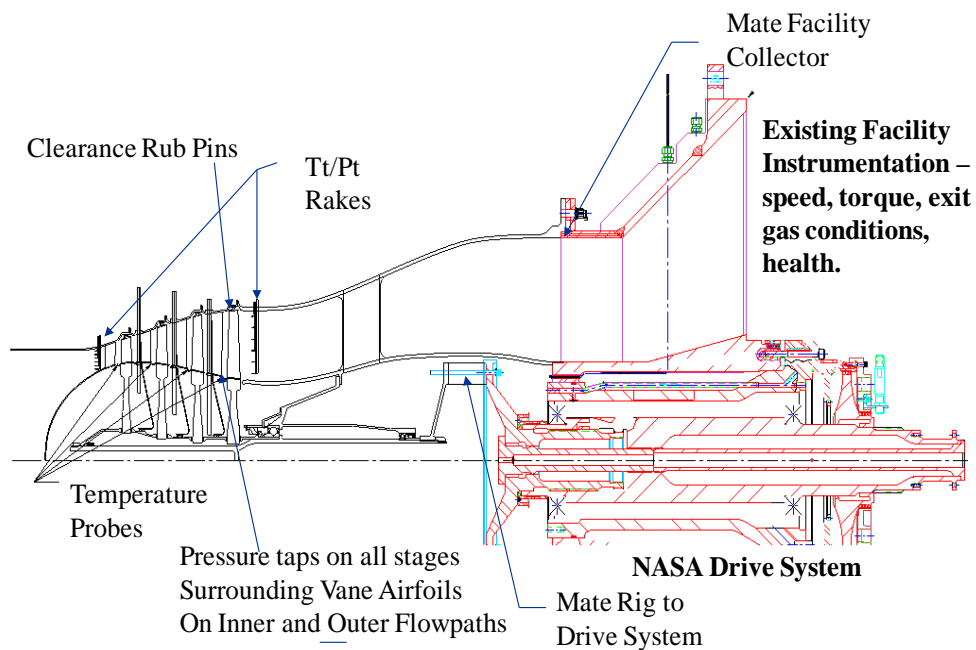 Mate Facility
Collector
Clearance Rub Pins
Tt/Pt
Rakes
Existing Facility
Instrumentation –
speed, torque, exit
gas conditions,
health.
Temperature
Probes
Pressure taps on all stages
Surrounding Vane Airfoils
On Inner and Outer Flowpaths
NASA Drive System
Mate Rig to
Drive System